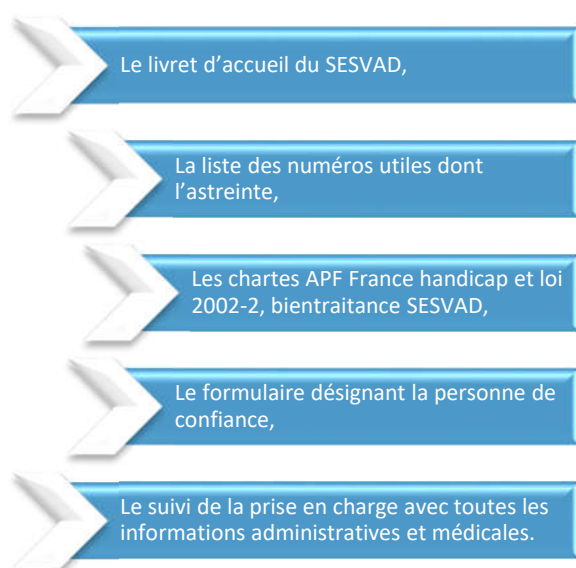 Le livret d’accueil du SESVAD,
La liste des numéros utiles dont
l’astreinte,
Les chartes APF France handicap et loi
2002-2, bientraitance SESVAD,
Le formulaire désignant la personne de
confiance,
Le suivi de la prise en charge avec toutes les
informations administratives et médicales.